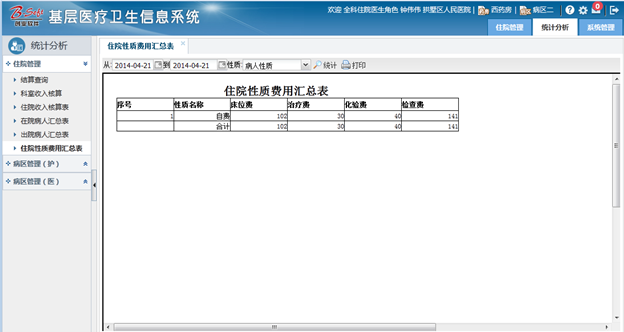 B-Soft 创业软件 基层医疗卫生信息系统
欢迎 全科住院医生角色 钟伟伟 拱墅区人民医院 | 西药房 | 病区二 | 0
住院管理 统计分析 系统管理
统计分析
住院管理
结算查询
科室收入核算
住院收入核算表
在院病人汇总表
出院病人汇总表
住院性质费用汇总表
病区管理（护）
病区管理（医）
住院性质费用汇总表
从: 2014-04-21 到 2014-04-21 性质: 病人性质 统计 打印
住院性质费用汇总表
序号 性质名称 床位费 治疗费 化验费 检查费
1 自费 102 30 40 141
合计 102 30 40 141